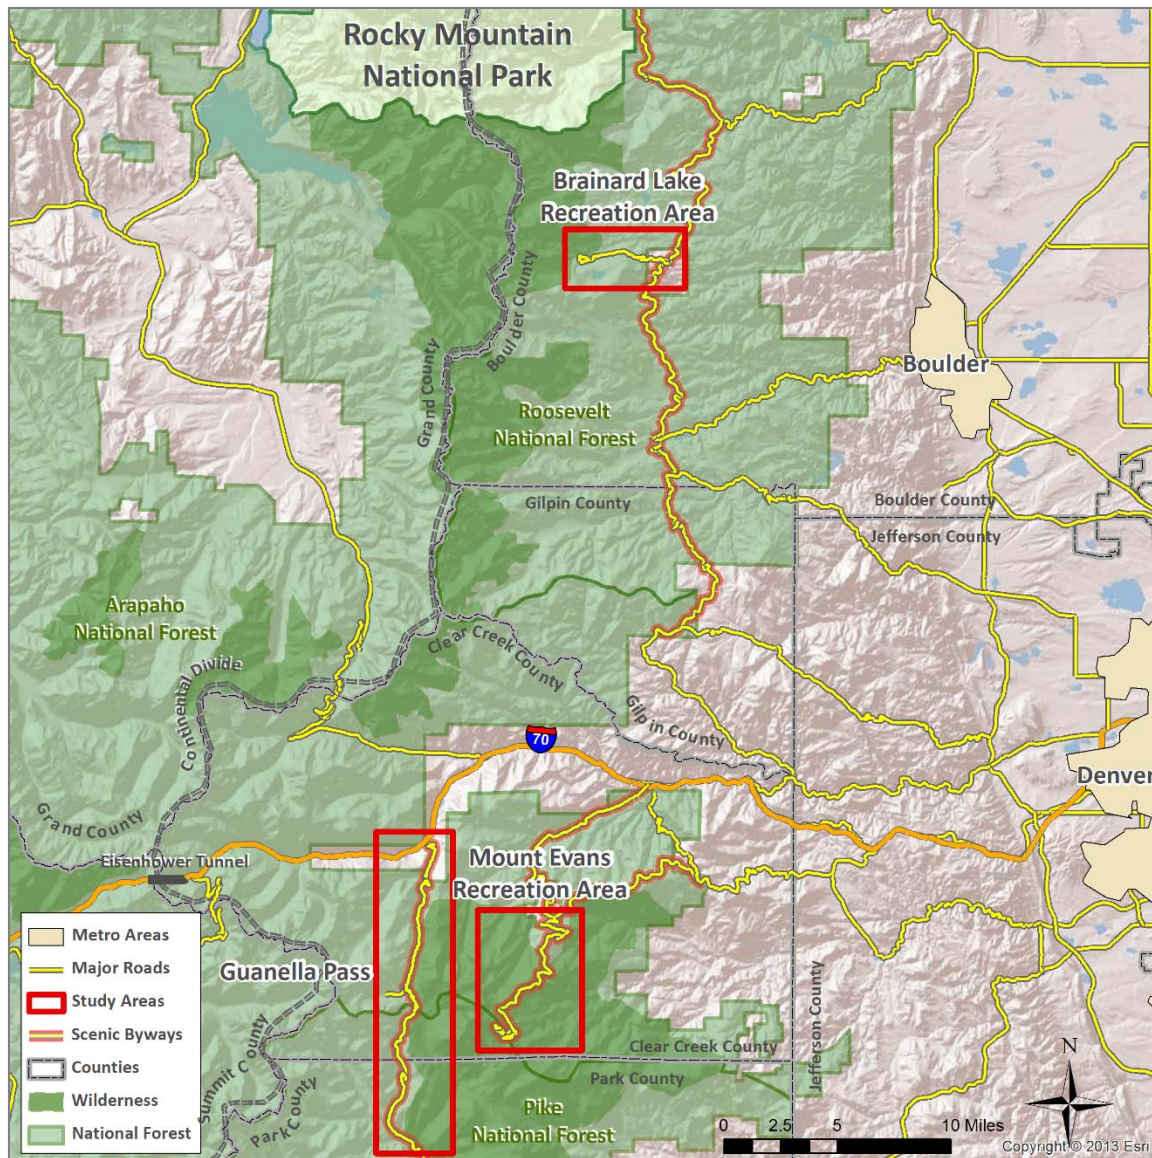 Rocky Mountain
National Park
Brainard Lake
Recreation Area
Boulder County
Grand County
Boulder
Roosevelt
National Forest
Boulder County
Gilpin County
Jefferson County
Arapaho
National Forest
Clear Creek County
Continental Divide
Gilpin County
70
Denver
Grand County
Eisenhower Tunnel
Mount Evans
Recreation Area
Guanella Pass
Metro Areas
Major Roads
Study Areas
Scenic Byways
Counties
Wilderness
National Forest
Summit County
Park County
Clear Creek County
Jefferson County
Park County
Pike
National Forest
N
0 2.5 5 10 Miles
Copyright © 2013 Esri